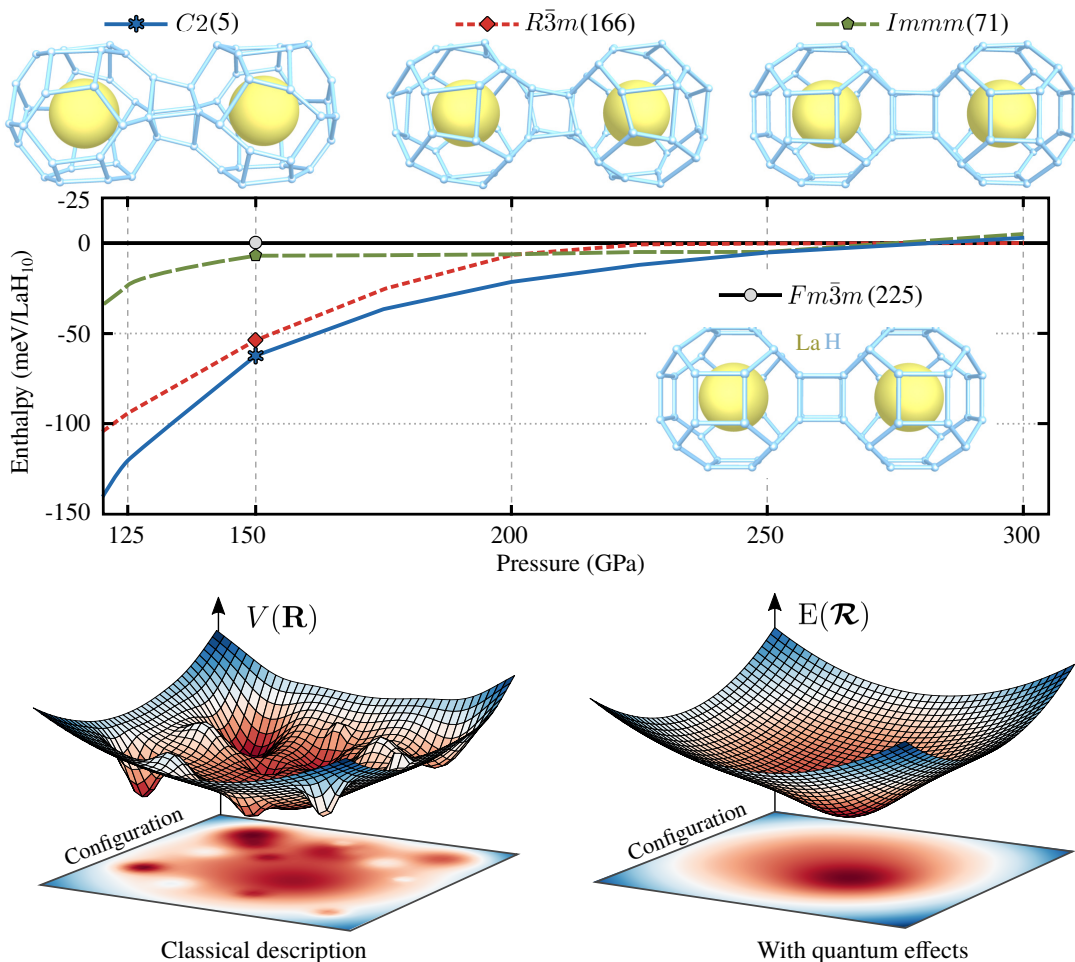 C2(5) R3̄m(166) Immm(71)
-25
0
-50
-100
-150
Enthalpy (meV/LaH₁₀)
Fm3̄m(225)
La H
125 150 200 250 300
Pressure (GPa)
V(R) E(𝓡)
Configuration Configuration
Classical description With quantum effects